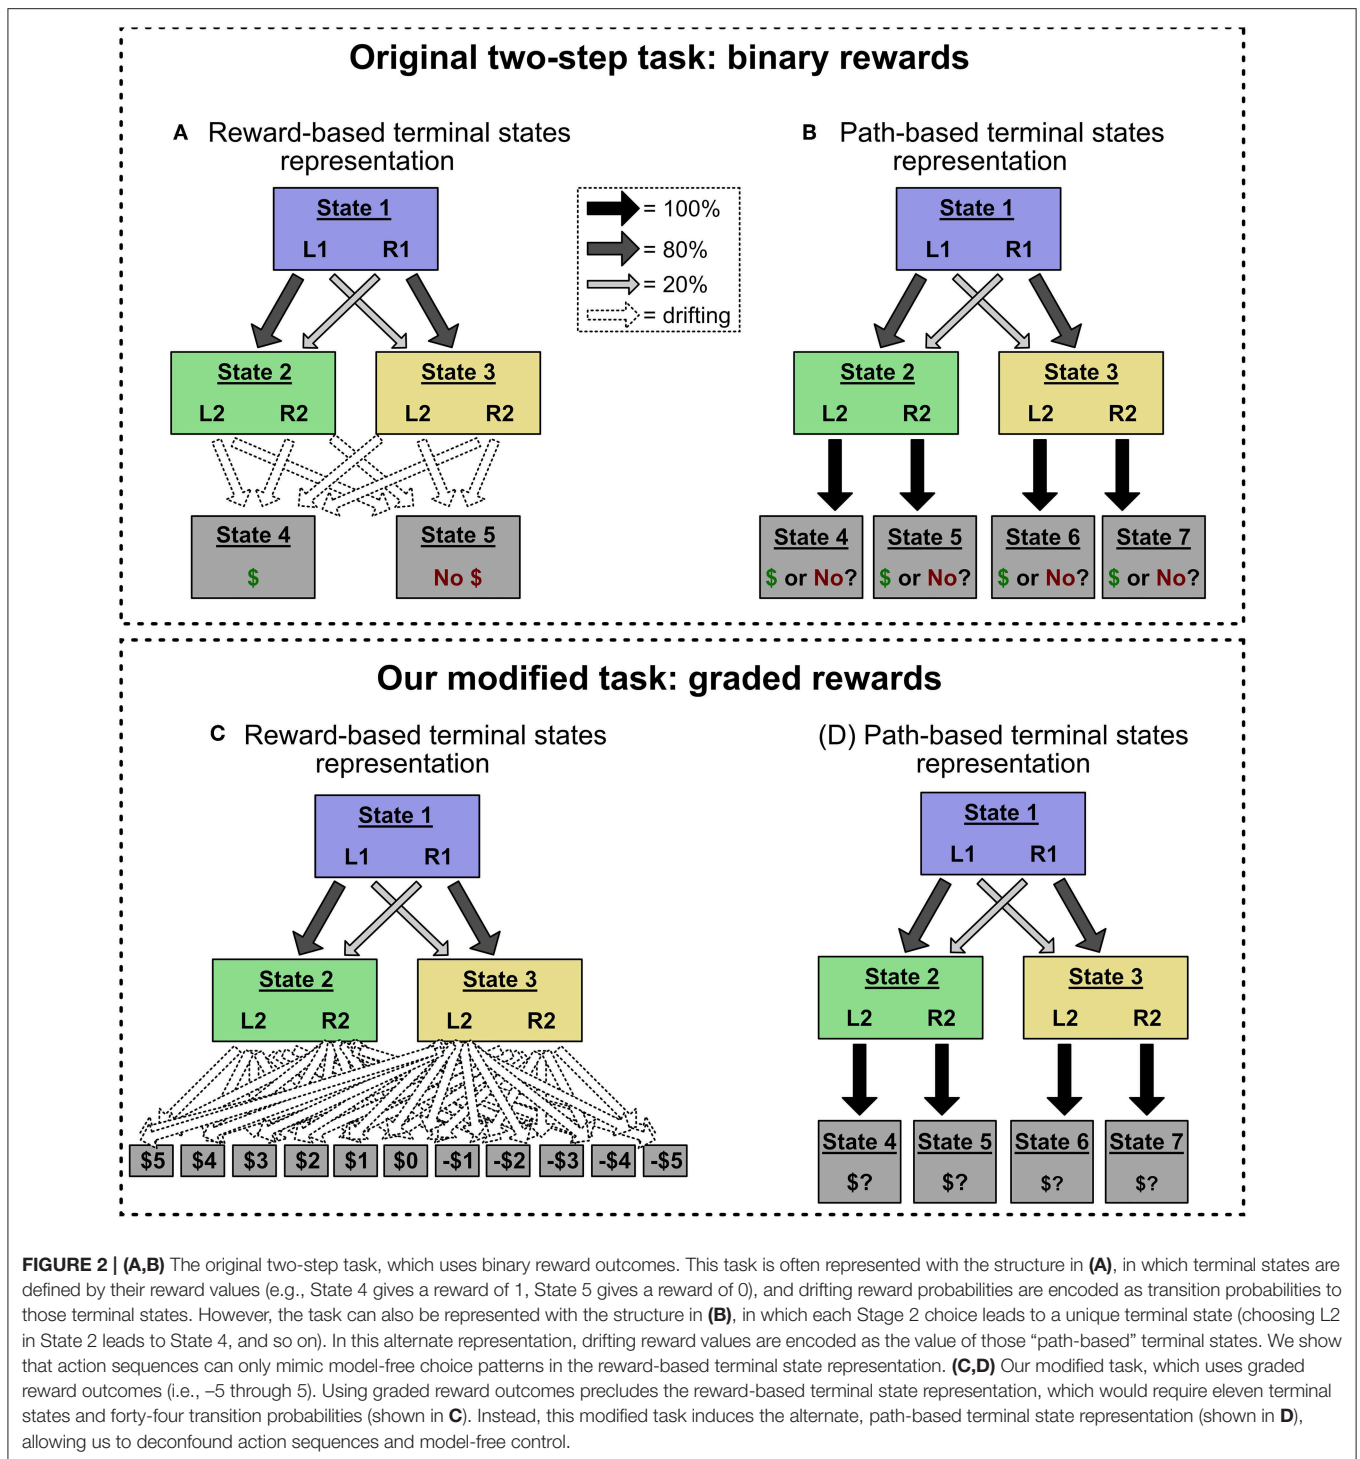 Original two-step task: binary rewards
A Reward-based terminal states
representation
State 1
L1 R1
State 2
L2 R2
State 3
L2 R2
State 4
$
State 5
No $
= 100%
= 80%
= 20%
= drifting
B Path-based terminal states
representation
State 1
L1 R1
State 2
L2 R2
State 3
L2 R2
State 4
$ or No?
State 5
$ or No?
State 6
$ or No?
State 7
$ or No?
Our modified task: graded rewards
C Reward-based terminal states
representation
State 1
L1 R1
State 2
L2 R2
State 3
L2 R2
$5 $4 $3 $2 $1 $0 -$1 -$2 -$3 -$4 -$5
(D) Path-based terminal states
representation
State 1
L1 R1
State 2
L2 R2
State 3
L2 R2
State 4
$?
State 5
$?
State 6
$?
State 7
$?
FIGURE 2 | (A,B) The original two-step task, which uses binary reward outcomes. This task is often represented with the structure in (A), in which terminal states are
defined by their reward values (e.g., State 4 gives a reward of 1, State 5 gives a reward of 0), and drifting reward probabilities are encoded as transition probabilities to
those terminal states. However, the task can also be represented with the structure in (B), in which each Stage 2 choice leads to a unique terminal state (choosing L2
in State 2 leads to State 4, and so on). In this alternate representation, drifting reward values are encoded as the value of those “path-based” terminal states. We show
that action sequences can only mimic model-free choice patterns in the reward-based terminal state representation. (C,D) Our modified task, which uses graded
reward outcomes (i.e., –5 through 5). Using graded reward outcomes precludes the reward-based terminal state representation, which would require eleven terminal
states and forty-four transition probabilities (shown in C). Instead, this modified task induces the alternate, path-based terminal state representation (shown in D),
allowing us to deconfound action sequences and model-free control.